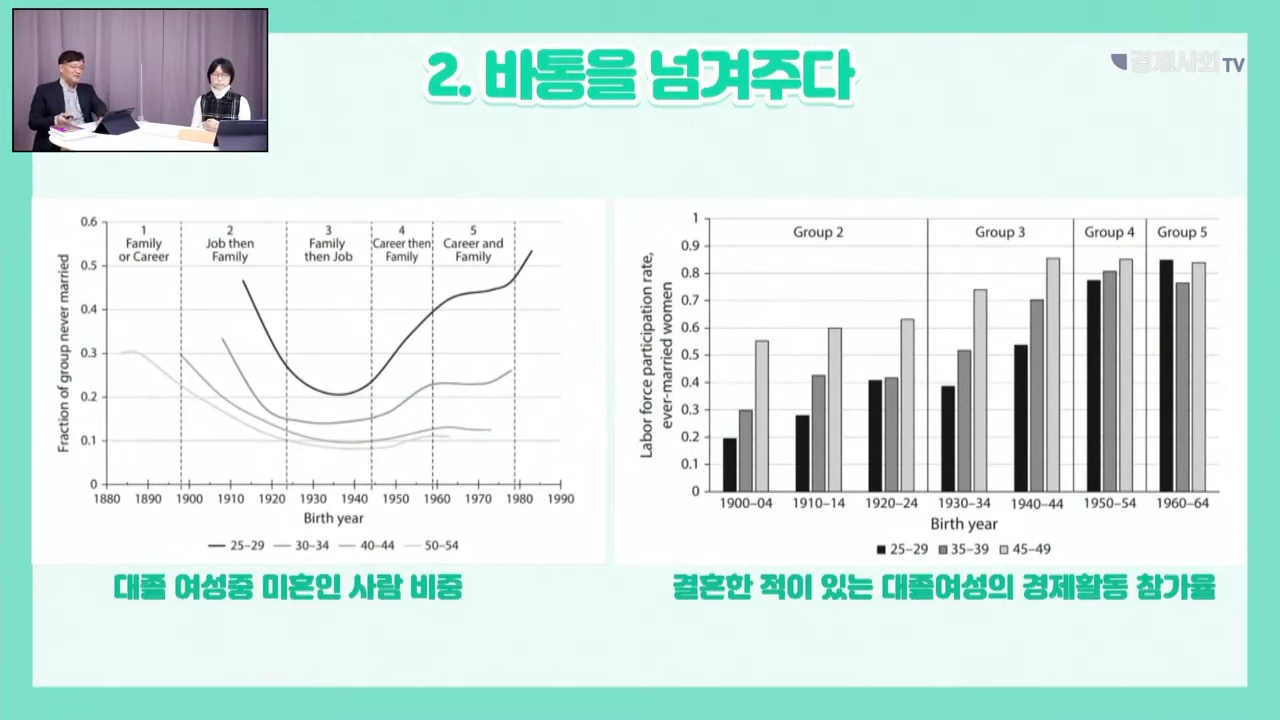 2. 바통을 넘겨주다
경제사회TV
0.6
0.5
0.4
0.3
0.2
0.1
0
Fraction of group never married
1
Family
or Career
2
Job then
Family
3
Family
then Job
4
Career then
Family
5
Career and
Family
1880 1890 1900 1910 1920 1930 1940 1950 1960 1970 1980 1990
Birth year
25–29 30–34 40–44 50–54
대졸 여성중 미혼인 사람 비중
1
0.9
0.8
0.7
0.6
0.5
0.4
0.3
0.2
0.1
0
Labor force participation rate,
ever-married women
Group 2 Group 3 Group 4 Group 5
1900–04 1910–14 1920–24 1930–34 1940–44 1950–54 1960–64
Birth year
25–29 35–39 45–49
결혼한 적이 있는 대졸여성의 경제활동 참가율